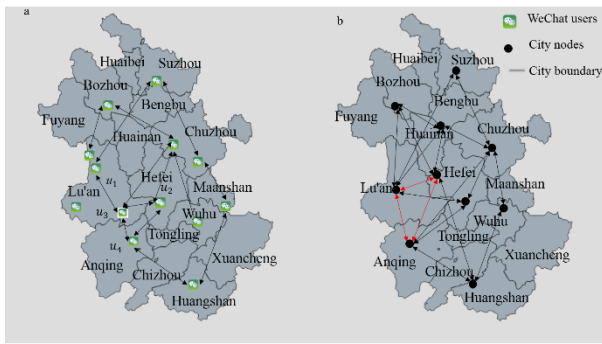 a
Huaibei
Suzhou
Bozhou
Bengbu
Fuyang
Huainan
Chuzhou
u1
Hefei
Lu'an
u2
Maanshan
u3
Wuhu
Tongling
u4
Xuancheng
Anqing
Chizhou
Huangshan
b
Huaibei
Suzhou
Bozhou
Bengbu
Fuyang
Huainan
Chuzhou
Hefei
Lu'an
Maanshan
Wuhu
Tongling
Xuancheng
Anqing
Chizhou
Huangshan
WeChat users
City nodes
City boundary